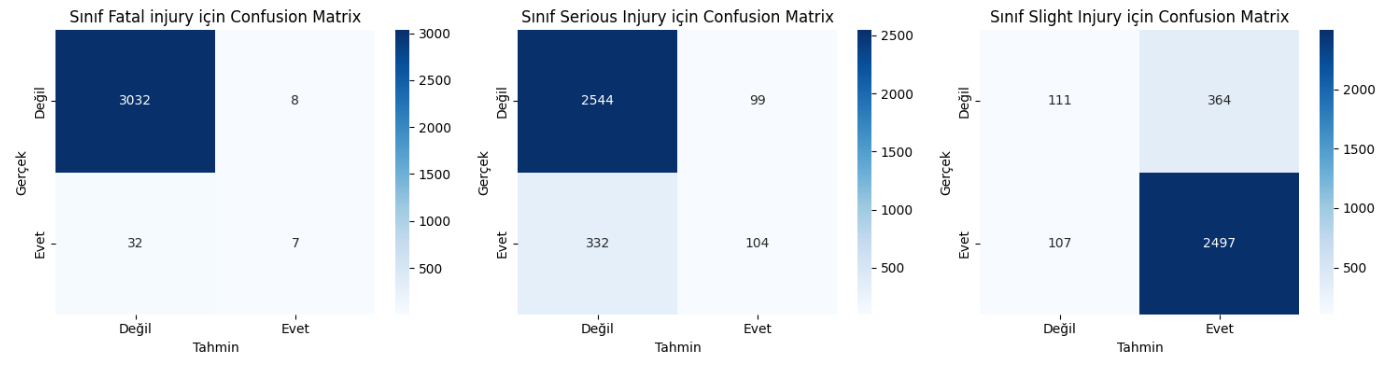 Sınıf Fatal injury için Confusion Matrix
3032
8
32
7
Değil
Evet
Gerçek
Değil
Evet
Tahmin
3000
2500
2000
1500
1000
500
Sınıf Serious Injury için Confusion Matrix
2544
99
332
104
Değil
Evet
Gerçek
Değil
Evet
Tahmin
2500
2000
1500
1000
500
Sınıf Slight Injury için Confusion Matrix
111
364
107
2497
Değil
Evet
Gerçek
Değil
Evet
Tahmin
2000
1500
1000
500